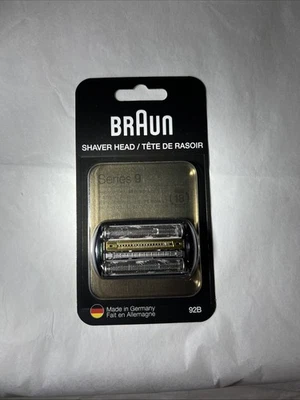 BRAUN
SHAVER HEAD / TÊTE DE RASOIR
Series 9
Made in Germany
Fait en Allemagne
92B